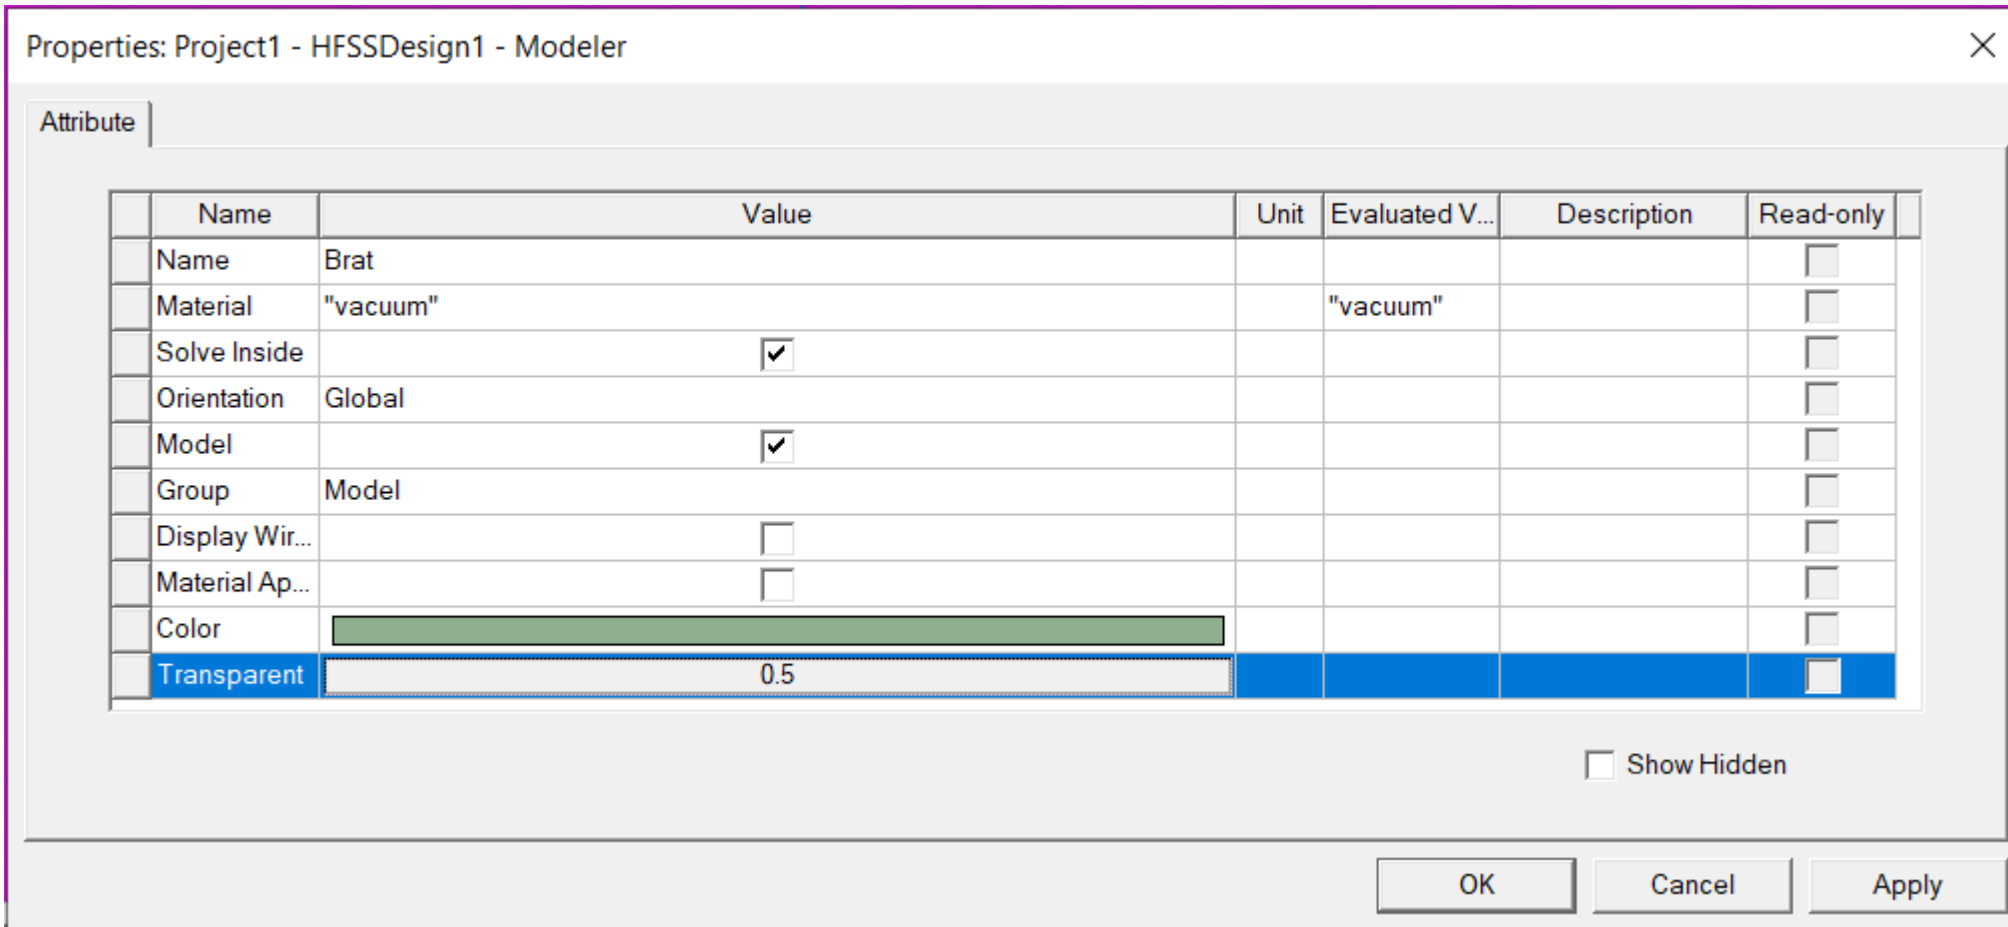 Properties: Project1 - HFSSDesign1 - Modeler
Attribute
Name Value Unit Evaluated V... Description Read-only
Name Brat
Material "vacuum" "vacuum"
Solve Inside
Orientation Global
Model
Group Model
Display Wir...
Material Ap...
Color
Transparent 0.5
Show Hidden
OK Cancel Apply